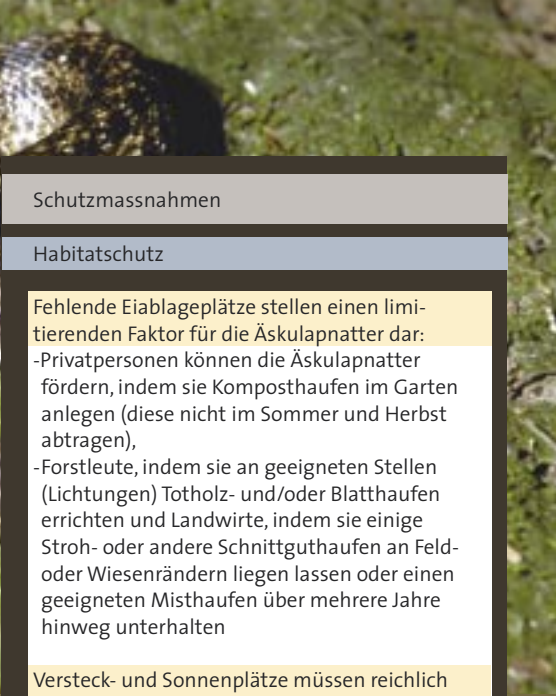 Schutzmassnahmen
Habitatschutz
Fehlende Eiablageplätze stellen einen limi-
tierenden Faktor für die Äskulapnatter dar:
-Privatpersonen können die Äskulapnatter
fördern, indem sie Komposthaufen im Garten
anlegen (diese nicht im Sommer und Herbst
abtragen),
-Forstleute, indem sie an geeigneten Stellen
(Lichtungen) Totholz- und/oder Blatthaufen
errichten und Landwirte, indem sie einige
Stroh- oder andere Schnittguthaufen an Feld-
oder Wiesenrändern liegen lassen oder einen
geeigneten Misthaufen über mehrere Jahre
hinweg unterhalten
Versteck- und Sonnenplätze müssen reichlich